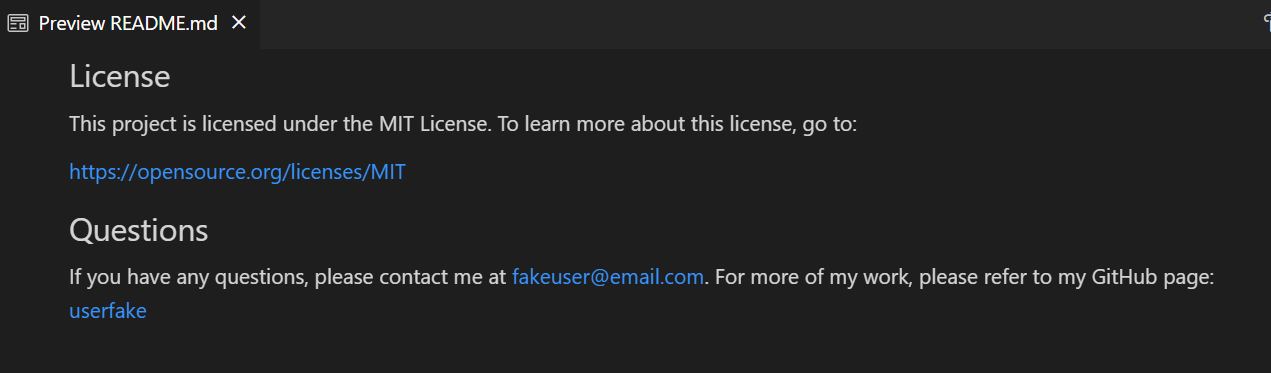 Preview README.md
License
This project is licensed under the MIT License. To learn more about this license, go to:
https://opensource.org/licenses/MIT
Questions
If you have any questions, please contact me at fakeuser@email.com. For more of my work, please refer to my GitHub page:
userfake